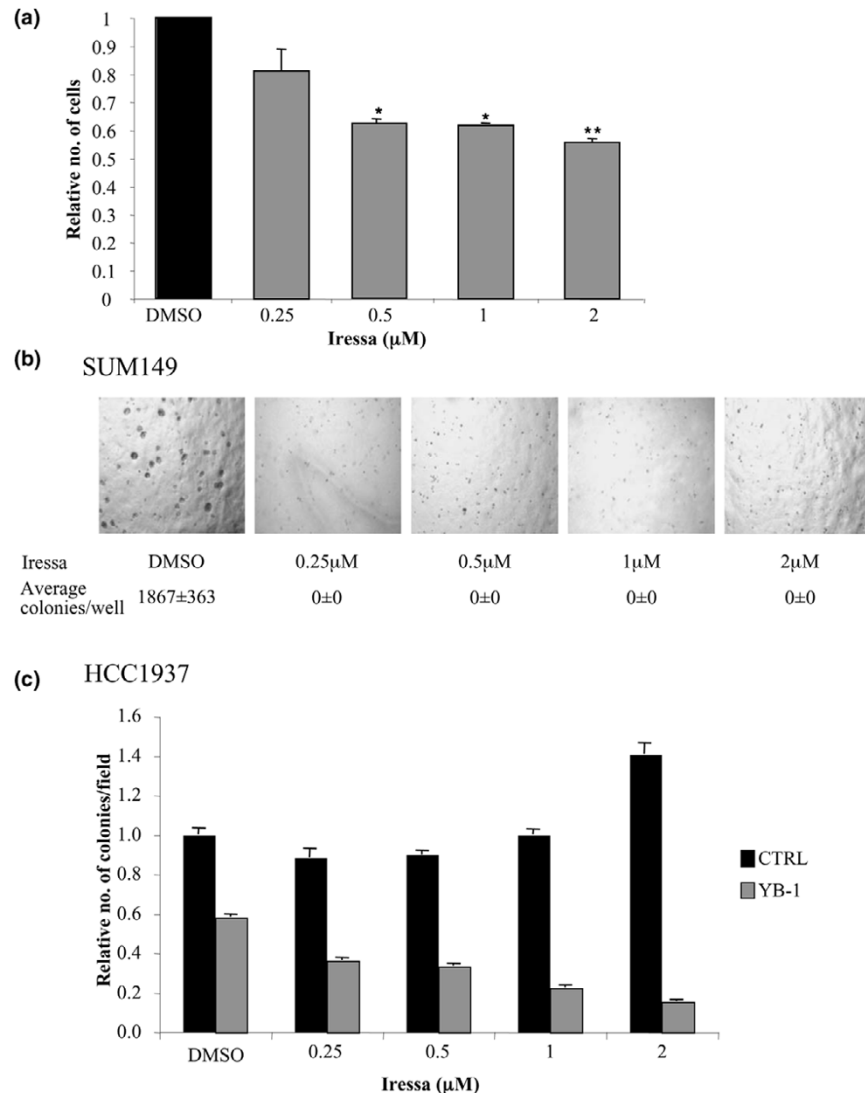 (a)
1
0.9
0.8
0.7
0.6
0.5
0.4
0.3
0.2
0.1
0
Relative no. of cells
*
*
**
DMSO 0.25 0.5 1 2
Iressa (μM)
(b) SUM149
Iressa DMSO 0.25μM 0.5μM 1μM 2μM
Average
colonies/well 1867±363 0±0 0±0 0±0 0±0
(c) HCC1937
1.6
1.4
1.2
1.0
0.8
0.6
0.4
0.2
0.0
Relative no. of colonies/field
CTRL
YB-1
DMSO 0.25 0.5 1 2
Iressa (μM)